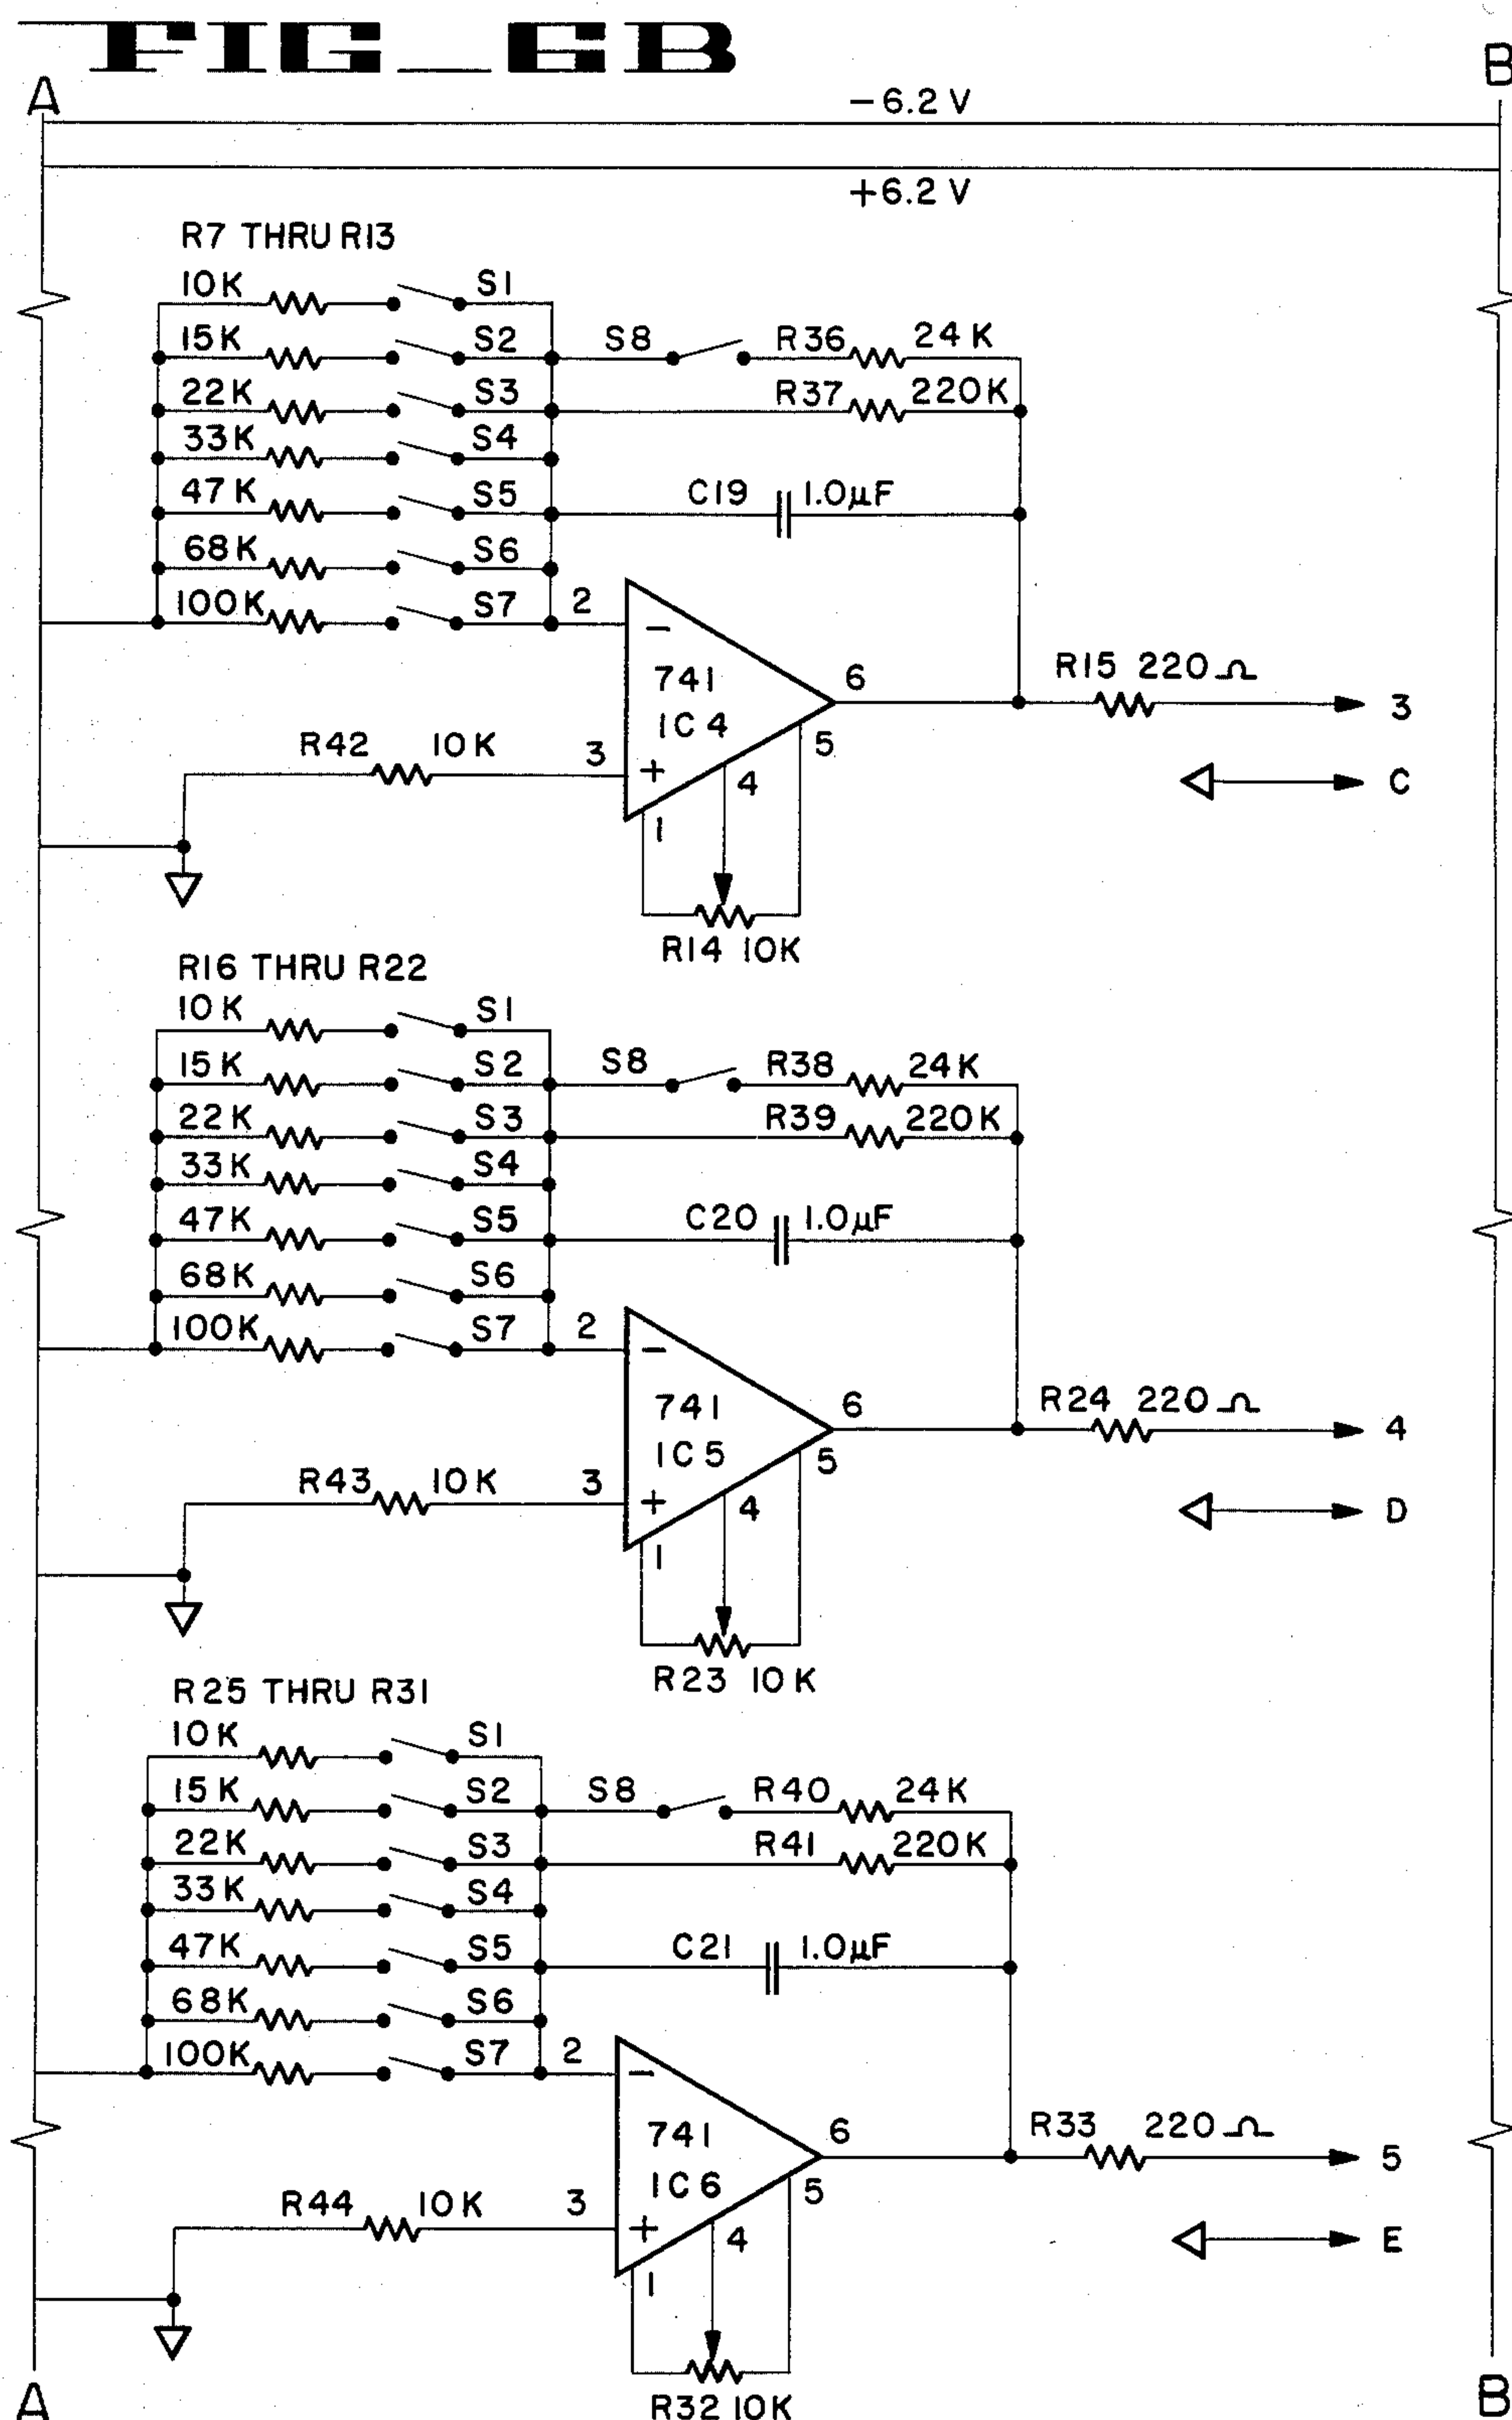 FIG_6B
A
B
-6.2 V
+6.2 V
R7 THRU R13
10K S1
15K S2 S8 R36 24K
22K S3 R37 220K
33K S4
47K S5 C19 1.0μF
68K S6
100K S7 2
-
741
IC4
6
R15 220Ω
3
R42 10K 3 +
4
5
1
C
R14 10K
R16 THRU R22
10K S1
15K S2 S8 R38 24K
22K S3 R39 220K
33K S4
47K S5 C20 1.0μF
68K S6
100K S7 2
-
741
IC5
6
R24 220Ω
4
R43 10K 3 +
4
5
1
D
R23 10K
R25 THRU R31
10K S1
15K S2 S8 R40 24K
22K S3 R41 220K
33K S4
47K S5 C21 1.0μF
68K S6
100K S7 2
-
741
IC6
6
R33 220Ω
5
R44 10K 3 +
4
5
1
E
R32 10K
A
B